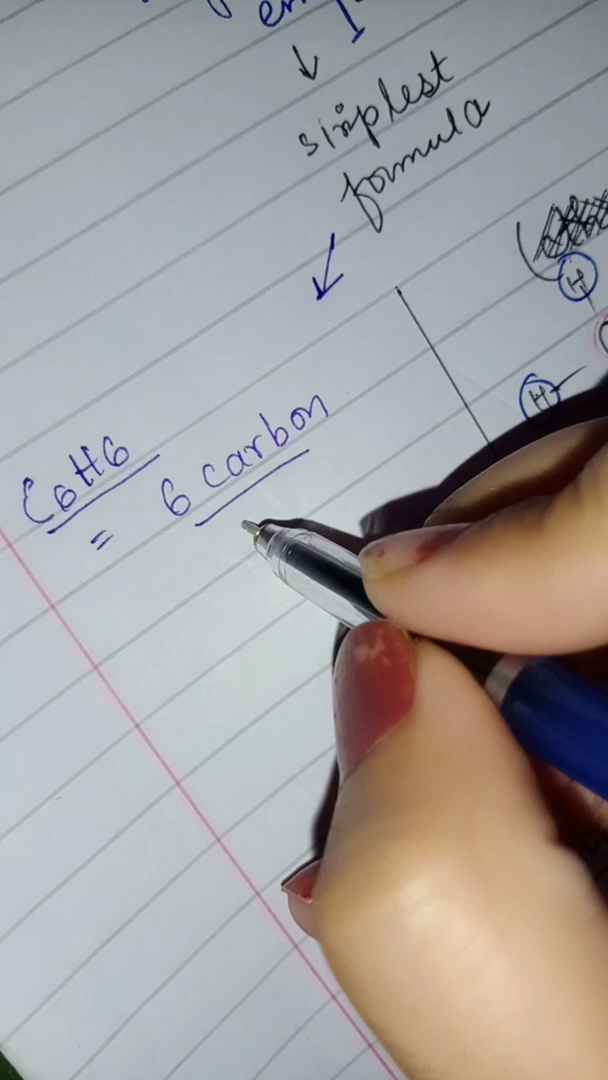 simplest
formula
H
H
C6H6
= 6 carbon